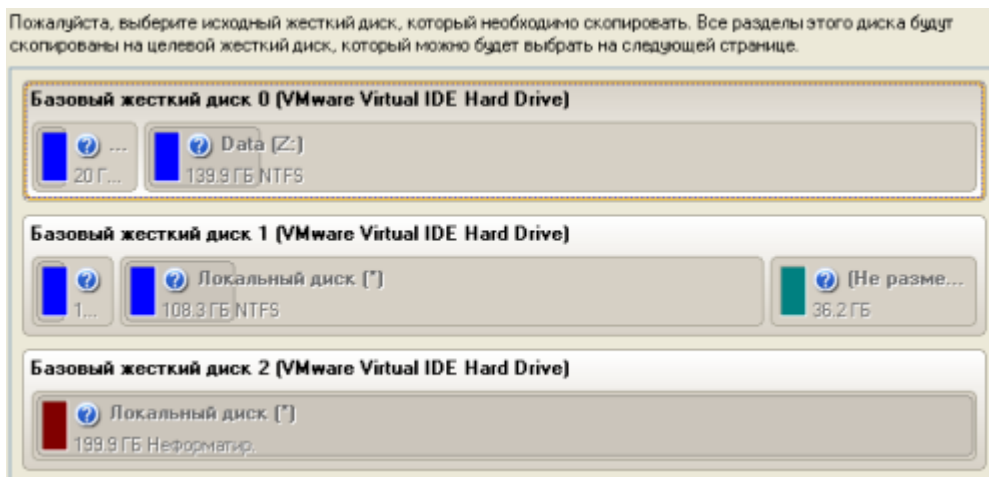 Пожалуйста, выберите исходный жесткий диск, который необходимо скопировать. Все разделы этого диска будут
скопированы на целевой жесткий диск, который можно будет выбрать на следующей странице.
Базовый жесткий диск 0 (VMware Virtual IDE Hard Drive)
...
20 Г...
Data (Z:)
139.9 ГБ NTFS
Базовый жесткий диск 1 (VMware Virtual IDE Hard Drive)
1...
Локальный диск (*)
108.3 ГБ NTFS
(Не разме...
36.2 ГБ
Базовый жесткий диск 2 (VMware Virtual IDE Hard Drive)
Локальный диск (*)
199.9 ГБ Неформатир.